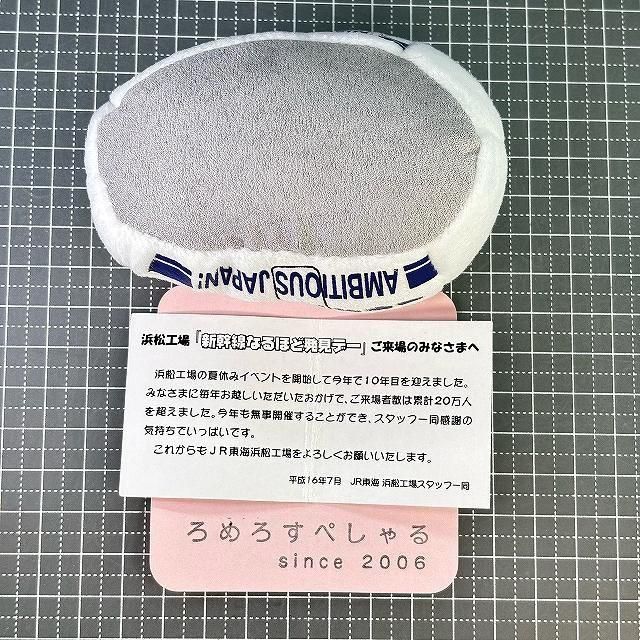 AMBITIOUS JAPAN!
浜松工場「新幹線なるほど発見デー」ご来場のみなさまへ
浜松工場の夏休みイベントを開始して今年で10年目を迎えました。
みなさまに毎年お越しいただいたおかげで、ご来場者数は累計20万人
を超えました。今年も無事開催することができ、スタッフ一同感謝の
気持ちでいっぱいです。
これからもJR東海浜松工場をよろしくお願いいたします。
平成16年7月 JR東海 浜松工場スタッフ一同
ろめろすぺしゃる
since 2006